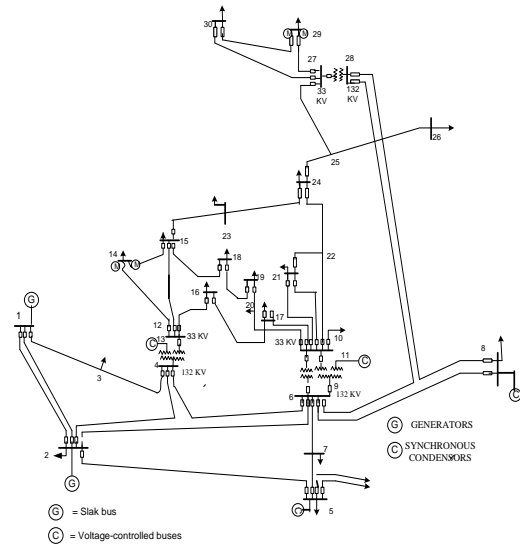 30
29
M
M
27
28
33
KV
132
KV
26
25
24
23
15
14
M
M
18
22
16
19
21
20
17
12
13
33 KV
33 KV
10
G
1
C
11
C
4
132 KV
8
3
9
6
132 KV
C
G GENERATORS
2
7
C SYNCHRONOUS
CONDENSORS
G
C
5
G = Slak bus
C = Voltage-controlled buses